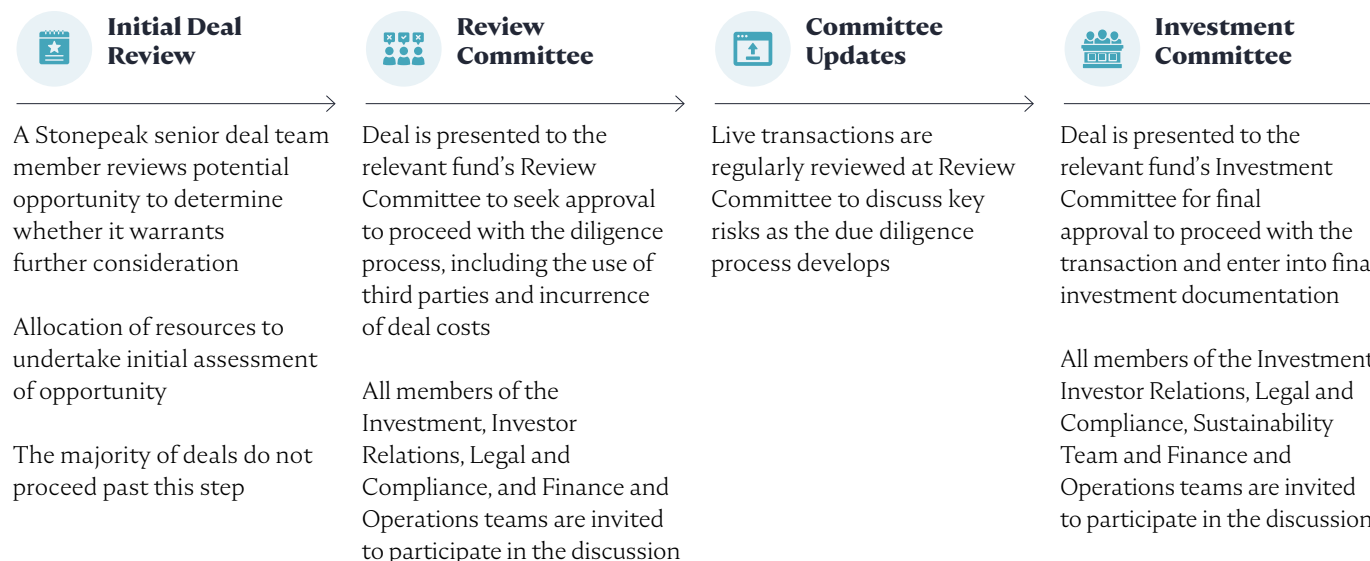 Initial Deal
Review
A Stonepeak senior deal team
member reviews potential
opportunity to determine
whether it warrants
further consideration
Allocation of resources to
undertake initial assessment
of opportunity
The majority of deals do not
proceed past this step
Review
Committee
Deal is presented to the
relevant fund’s Review
Committee to seek approval
to proceed with the diligence
process, including the use of
third parties and incurrence
of deal costs
All members of the
Investment, Investor
Relations, Legal and
Compliance, and Finance and
Operations teams are invited
to participate in the discussion
Committee
Updates
Live transactions are
regularly reviewed at Review
Committee to discuss key
risks as the due diligence
process develops
Investment
Committee
Deal is presented to the
relevant fund’s Investment
Committee for final
approval to proceed with the
transaction and enter into fina
investment documentation
All members of the Investment
Investor Relations, Legal and
Compliance, Sustainability
Team and Finance and
Operations teams are invited
to participate in the discussion